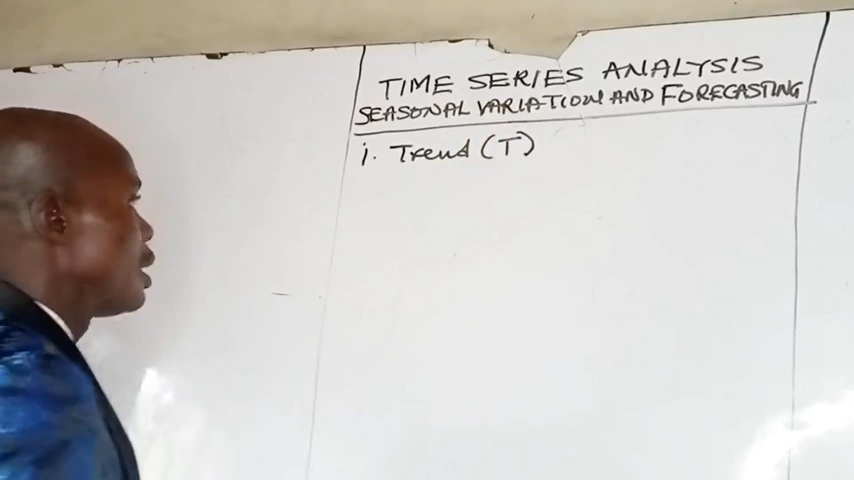 TIME SERIES ANALYSIS
SEASONAL VARIATION AND FORECASTING
i. Trend (T)